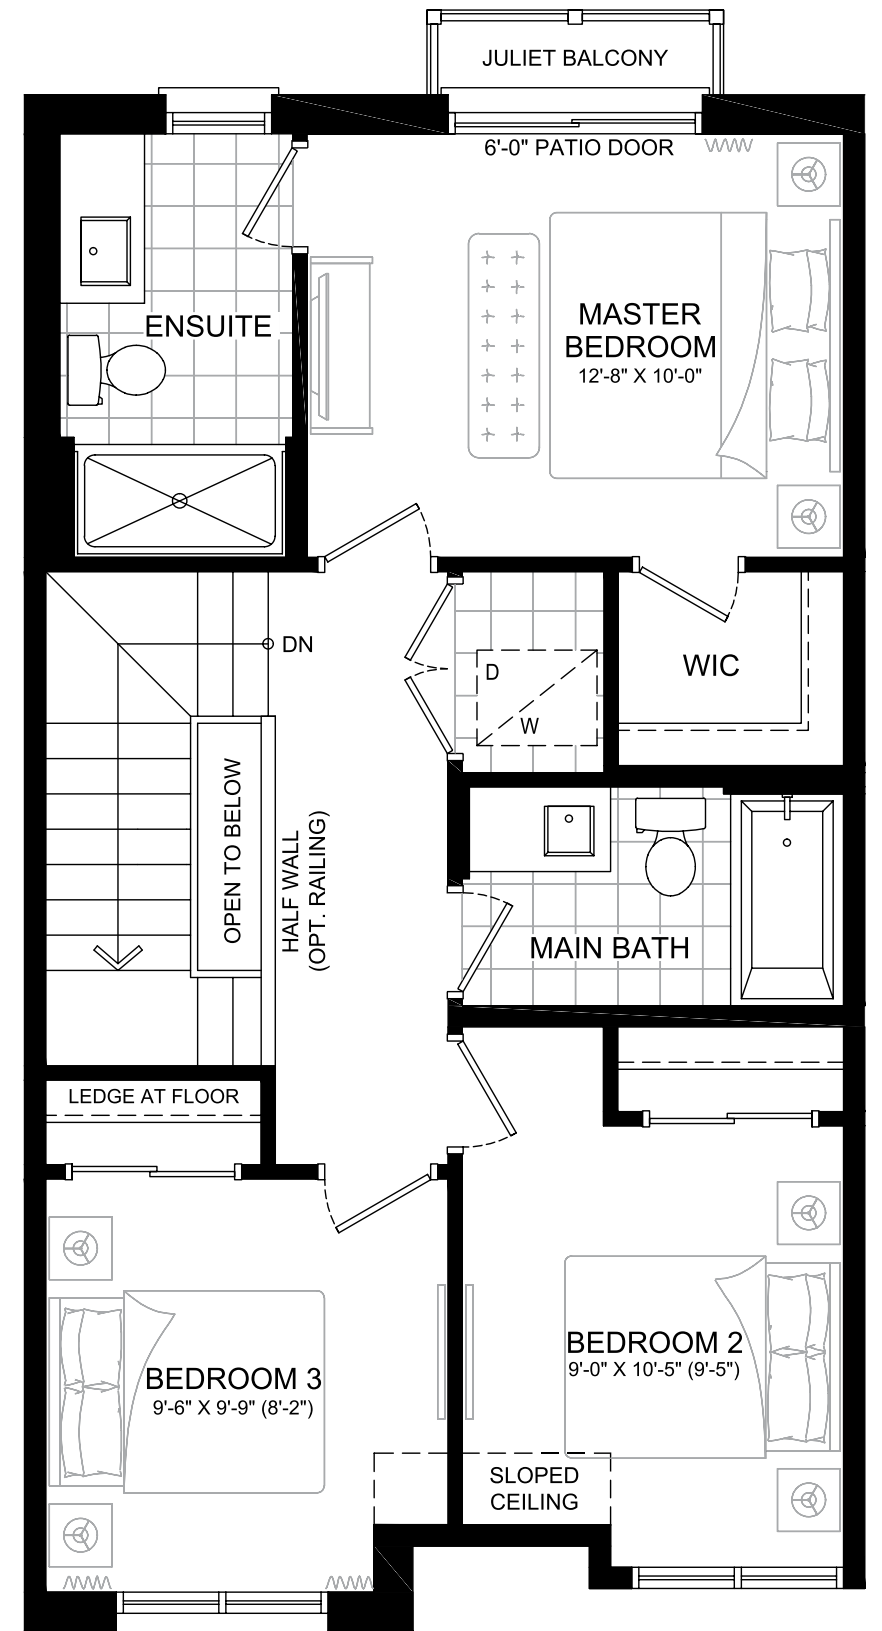 JULIET BALCONY
6'-0" PATIO DOOR
ENSUITE
MASTER
BEDROOM
12'-8" X 10'-0"
DN
D
W
WIC
OPEN TO BELOW
HALF WALL
(OPT. RAILING)
MAIN BATH
LEDGE AT FLOOR
BEDROOM 2
9'-0" X 10'-5" (9'-5")
BEDROOM 3
9'-6" X 9'-9" (8'-2")
SLOPED
CEILING